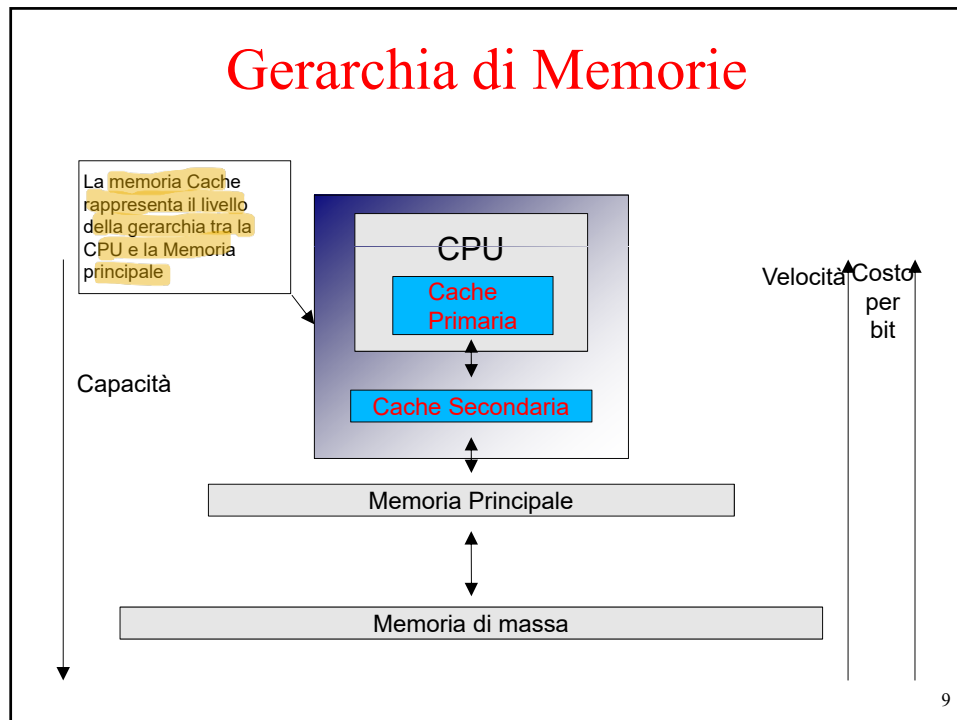 Gerarchia di Memorie
La memoria Cache
rappresenta il livello
della gerarchia tra la
CPU e la Memoria
principale
CPU
Cache
Primaria
Velocità
Costo
per
bit
Capacità
Cache Secondaria
Memoria Principale
Memoria di massa
9